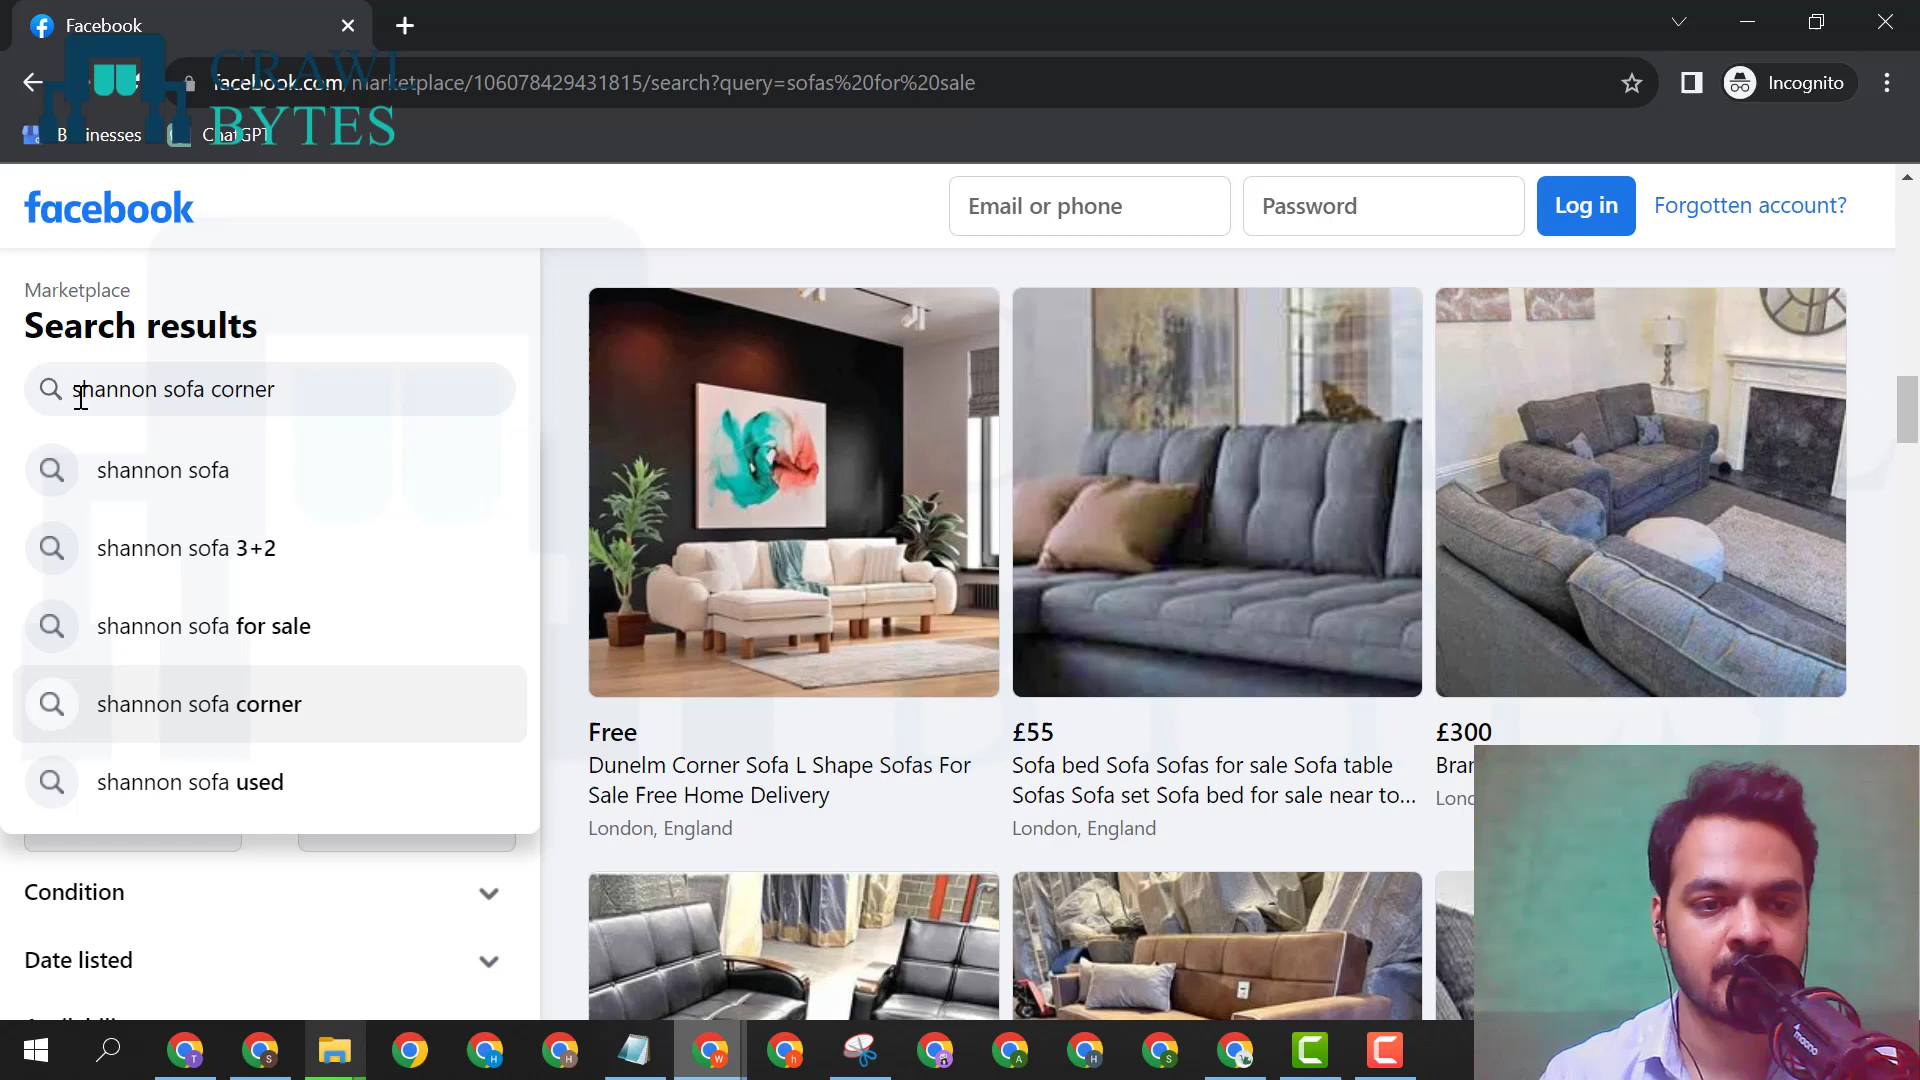 Facebook
CRAWL
BYTES
facebook.com/marketplace/106078429431815/search?query=sofas%20for%20sale
Incognito
Businesses
ChatGPT
facebook
Email or phone
Password
Log in
Forgotten account?
Marketplace
Search results
shannon sofa corner
shannon sofa
shannon sofa 3+2
shannon sofa for sale
shannon sofa corner
shannon sofa used
Condition
Date listed
Free
Dunelm Corner Sofa L Shape Sofas For
Sale Free Home Delivery
London, England
£55
Sofa bed Sofa Sofas for sale Sofa table
Sofas Sofa set Sofa bed for sale near to...
London, England
£300